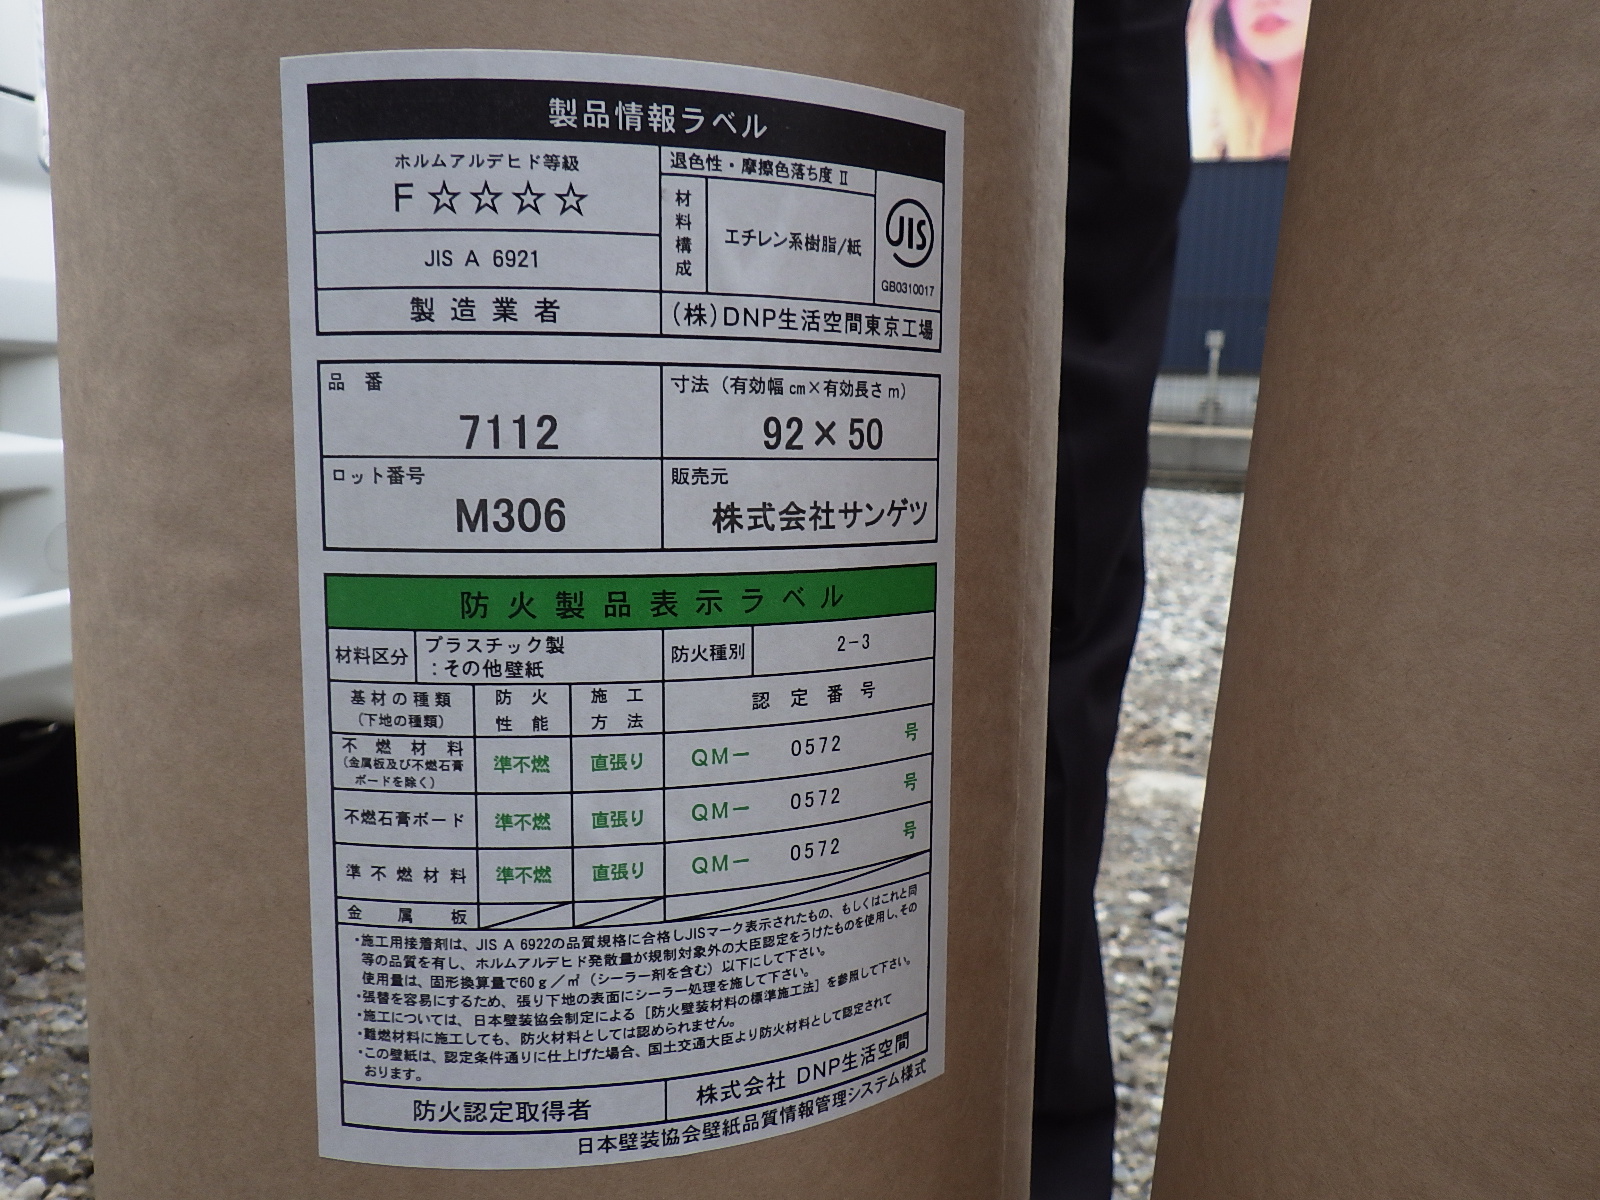 製品情報ラベル
ホルムアルデヒド等級
F☆☆☆☆
JIS A 6921
退色性・摩擦色落ち度 Ⅱ
材料構成
エチレン系樹脂/紙
JIS
GB0310017
製造業者
(株)DNP生活空間東京工場
品番
7112
寸法（有効幅㎝×有効長さｍ）
92×50
ロット番号
M306
販売元
株式会社サンゲツ
防火製品表示ラベル
材料区分
プラスチック製
:その他壁紙
防火種別
2-3
基材の種類
（下地の種類）
防火
性能
施工
方法
認定番号
不燃材料
（金属板及び不燃石膏
ボードを除く）
準不燃
直張り
QM－ 0572 号
不燃石膏ボード
準不燃
直張り
QM－ 0572 号
準不燃材料
準不燃
直張り
QM－ 0572 号
金属板
・施工用接着剤は、JIS A 6922の品質規格に合格しJISマーク表示されたもの、もしくはこれと同
等の品質を有し、ホルムアルデヒド発散量が規制対象外の大臣認定をうけたものを使用し、その
使用量は、固形換算量で60ｇ／㎡（シーラー剤を含む）以下にして下さい。
・張替を容易にするため、張り下地の表面にシーラー処理を施して下さい。
・施工については、日本壁装協会制定による［防火壁装材料の標準施工法］を参照して下さい。
・難燃材料に施工しても、防火材料としては認められません。
・この壁紙は、認定条件通りに仕上げた場合、国土交通大臣より防火材料として認定されて
おります。
防火認定取得者
株式会社 DNP生活空間
日本壁装協会壁紙品質情報管理システム様式